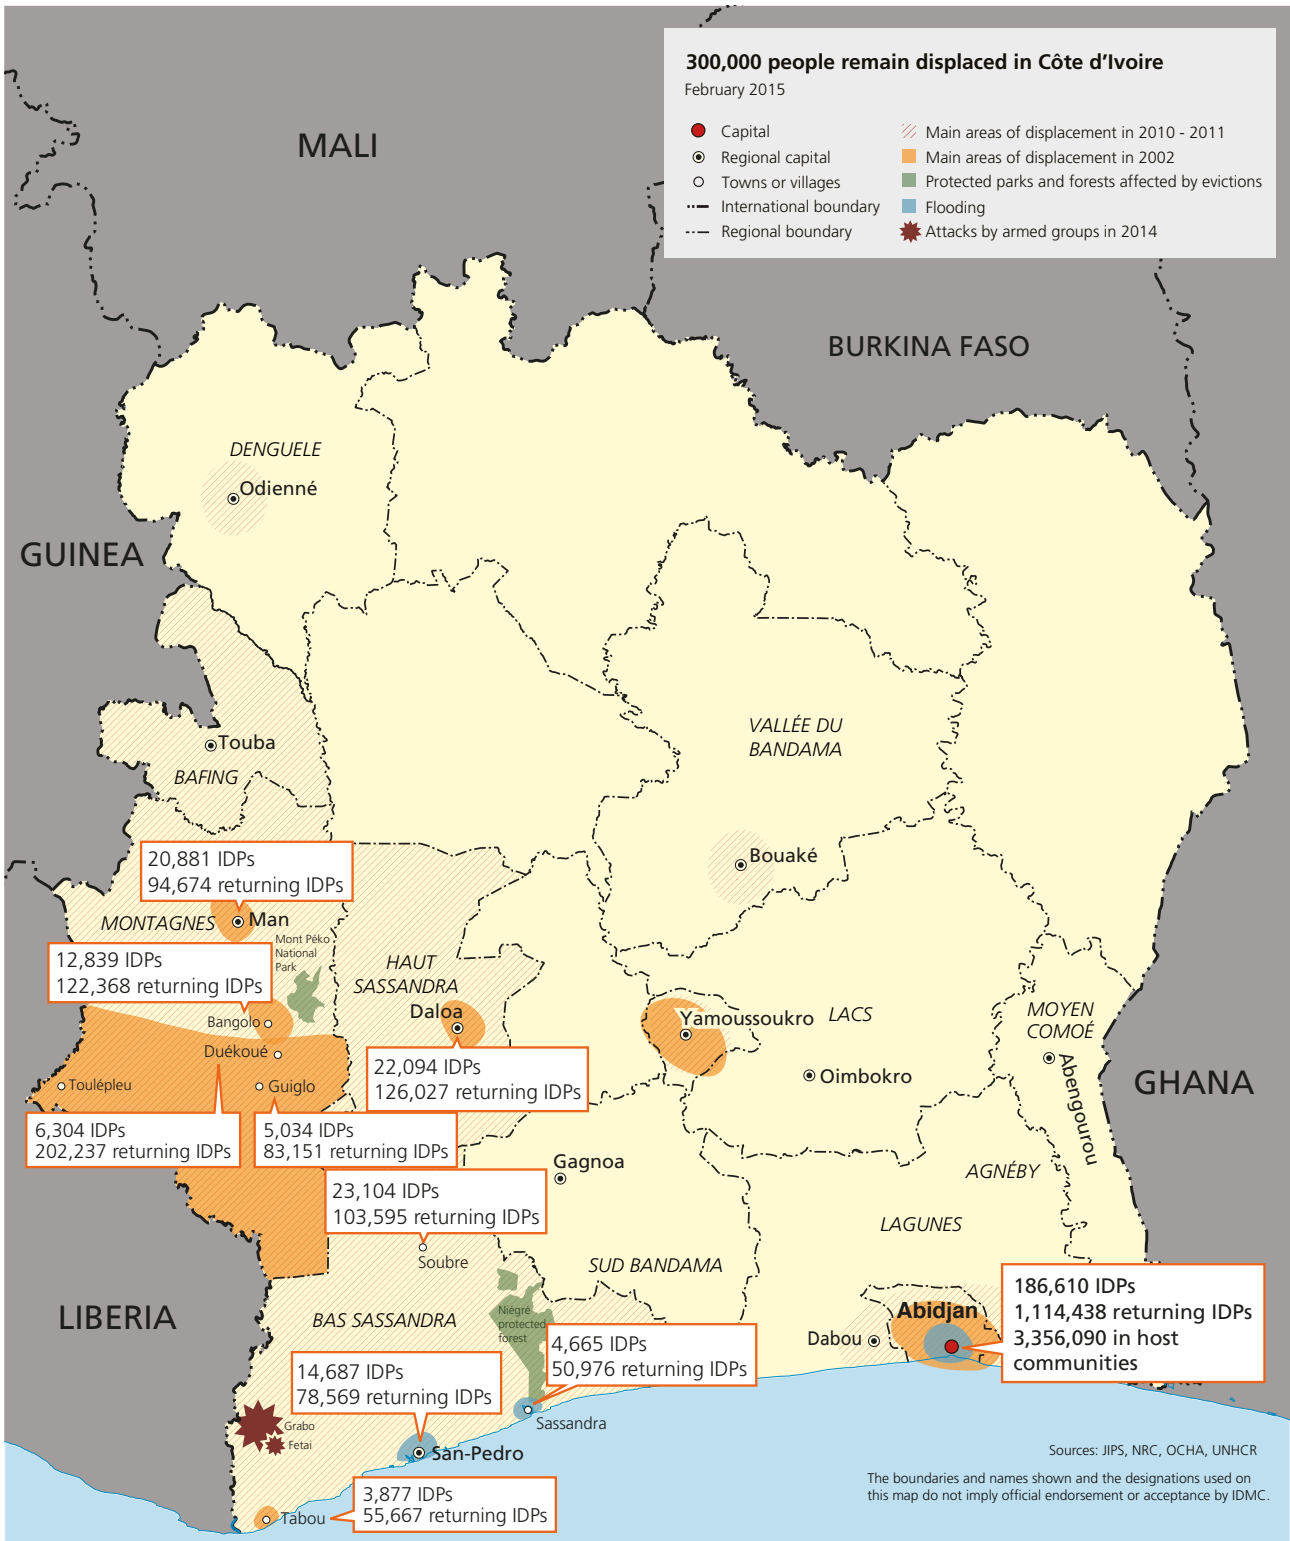 300,000 people remain displaced in Côte d'Ivoire
February 2015
Capital
Regional capital
Towns or villages
International boundary
Regional boundary
Main areas of displacement in 2010 - 2011
Main areas of displacement in 2002
Protected parks and forests affected by evictions
Flooding
Attacks by armed groups in 2014
MALI
BURKINA FASO
DENGUELE
Odienné
GUINEA
VALLÉE DU
BANDAMA
Touba
BAFING
20,881 IDPs
94,674 returning IDPs
Bouaké
MONTAGNES
Man
Mont Péko
National
Park
12,839 IDPs
122,368 returning IDPs
HAUT
SASSANDRA
Daloa
Bangolo
Duékoué
Toulépleu
Guiglo
Yamoussoukro
LACS
MOYEN
COMOÉ
Oimbokro
Abengourou
GHANA
22,094 IDPs
126,027 returning IDPs
6,304 IDPs
202,237 returning IDPs
5,034 IDPs
83,151 returning IDPs
Gagnoa
AGNÉBY
23,104 IDPs
103,595 returning IDPs
LAGUNES
Soubre
SUD BANDAMA
LIBERIA
BAS SASSANDRA
Niégré
protected
forest
Abidjan
Dabou
186,610 IDPs
1,114,438 returning IDPs
3,356,090 in host
communities
4,665 IDPs
50,976 returning IDPs
14,687 IDPs
78,569 returning IDPs
Grabo
Fetai
Sassandra
San-Pedro
3,877 IDPs
55,667 returning IDPs
Tabou
Sources: JIPS, NRC, OCHA, UNHCR
The boundaries and names shown and the designations used on
this map do not imply official endorsement or acceptance by IDMC.